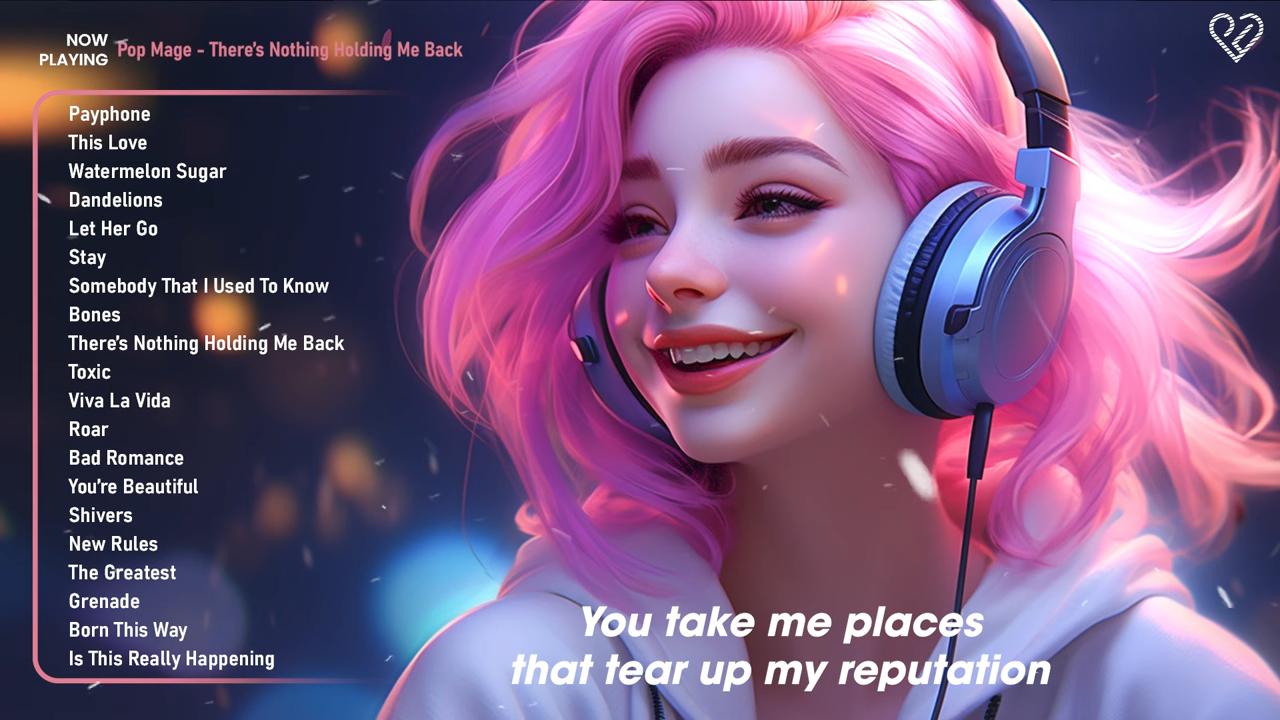 NOW
PLAYING
Pop Mage - There's Nothing Holding Me Back
Payphone
This Love
Watermelon Sugar
Dandelions
Let Her Go
Stay
Somebody That I Used To Know
Bones
There's Nothing Holding Me Back
Toxic
Viva La Vida
Roar
Bad Romance
You're Beautiful
Shivers
New Rules
The Greatest
Grenade
Born This Way
Is This Really Happening
You take me places
that tear up my reputation